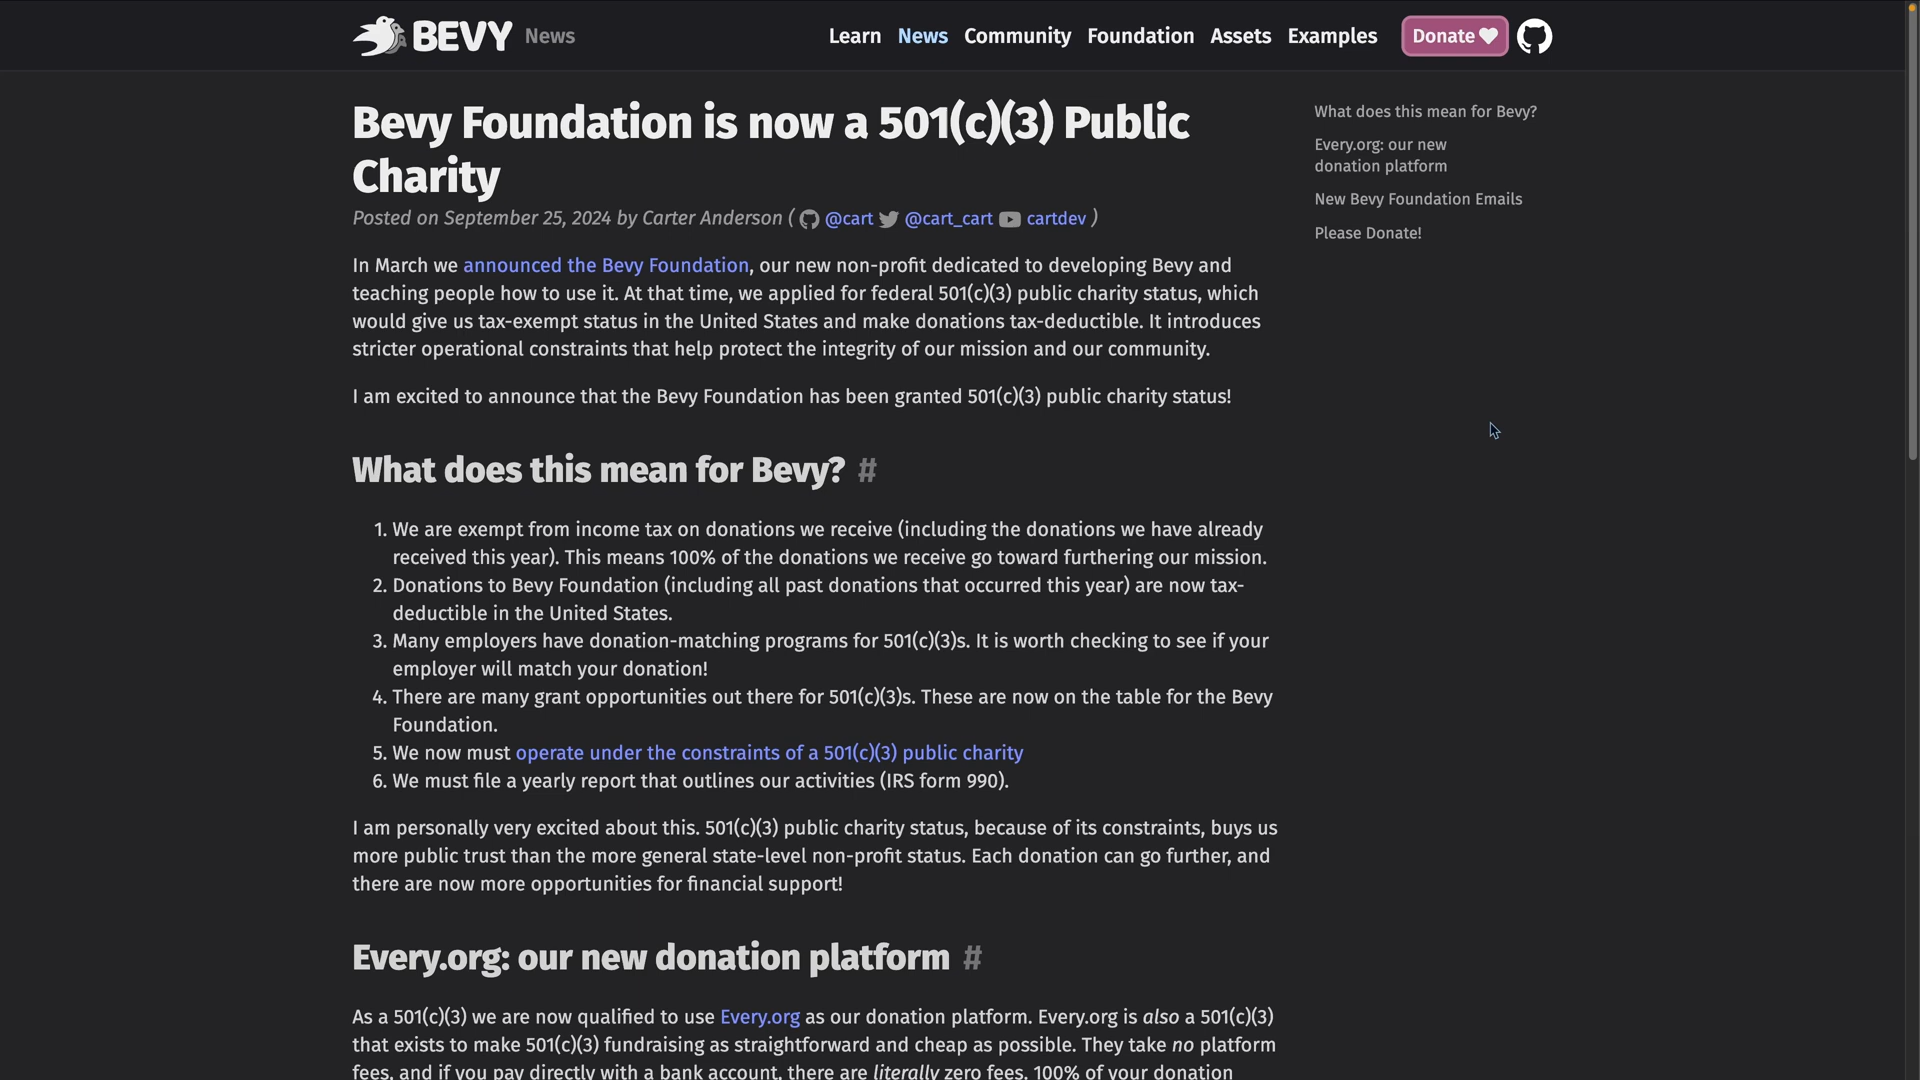 BEVY News
Learn News Community Foundation Assets Examples Donate
Bevy Foundation is now a 501(c)(3) Public
Charity
Posted on September 25, 2024 by Carter Anderson ( @cart @cart_cart cartdev )
In March we announced the Bevy Foundation, our new non-profit dedicated to developing Bevy and
teaching people how to use it. At that time, we applied for federal 501(c)(3) public charity status, which
would give us tax-exempt status in the United States and make donations tax-deductible. It introduces
stricter operational constraints that help protect the integrity of our mission and our community.
I am excited to announce that the Bevy Foundation has been granted 501(c)(3) public charity status!
What does this mean for Bevy? #
1. We are exempt from income tax on donations we receive (including the donations we have already
received this year). This means 100% of the donations we receive go toward furthering our mission.
2. Donations to Bevy Foundation (including all past donations that occurred this year) are now tax-
deductible in the United States.
3. Many employers have donation-matching programs for 501(c)(3)s. It is worth checking to see if your
employer will match your donation!
4. There are many grant opportunities out there for 501(c)(3)s. These are now on the table for the Bevy
Foundation.
5. We now must operate under the constraints of a 501(c)(3) public charity
6. We must file a yearly report that outlines our activities (IRS form 990).
I am personally very excited about this. 501(c)(3) public charity status, because of its constraints, buys us
more public trust than the more general state-level non-profit status. Each donation can go further, and
there are now more opportunities for financial support!
Every.org: our new donation platform #
As a 501(c)(3) we are now qualified to use Every.org as our donation platform. Every.org is also a 501(c)(3)
that exists to make 501(c)(3) fundraising as straightforward and cheap as possible. They take no platform
fees, and if you pay directly with a bank account, there are literally zero fees. 100% of your donation
What does this mean for Bevy?
Every.org: our new
donation platform
New Bevy Foundation Emails
Please Donate!